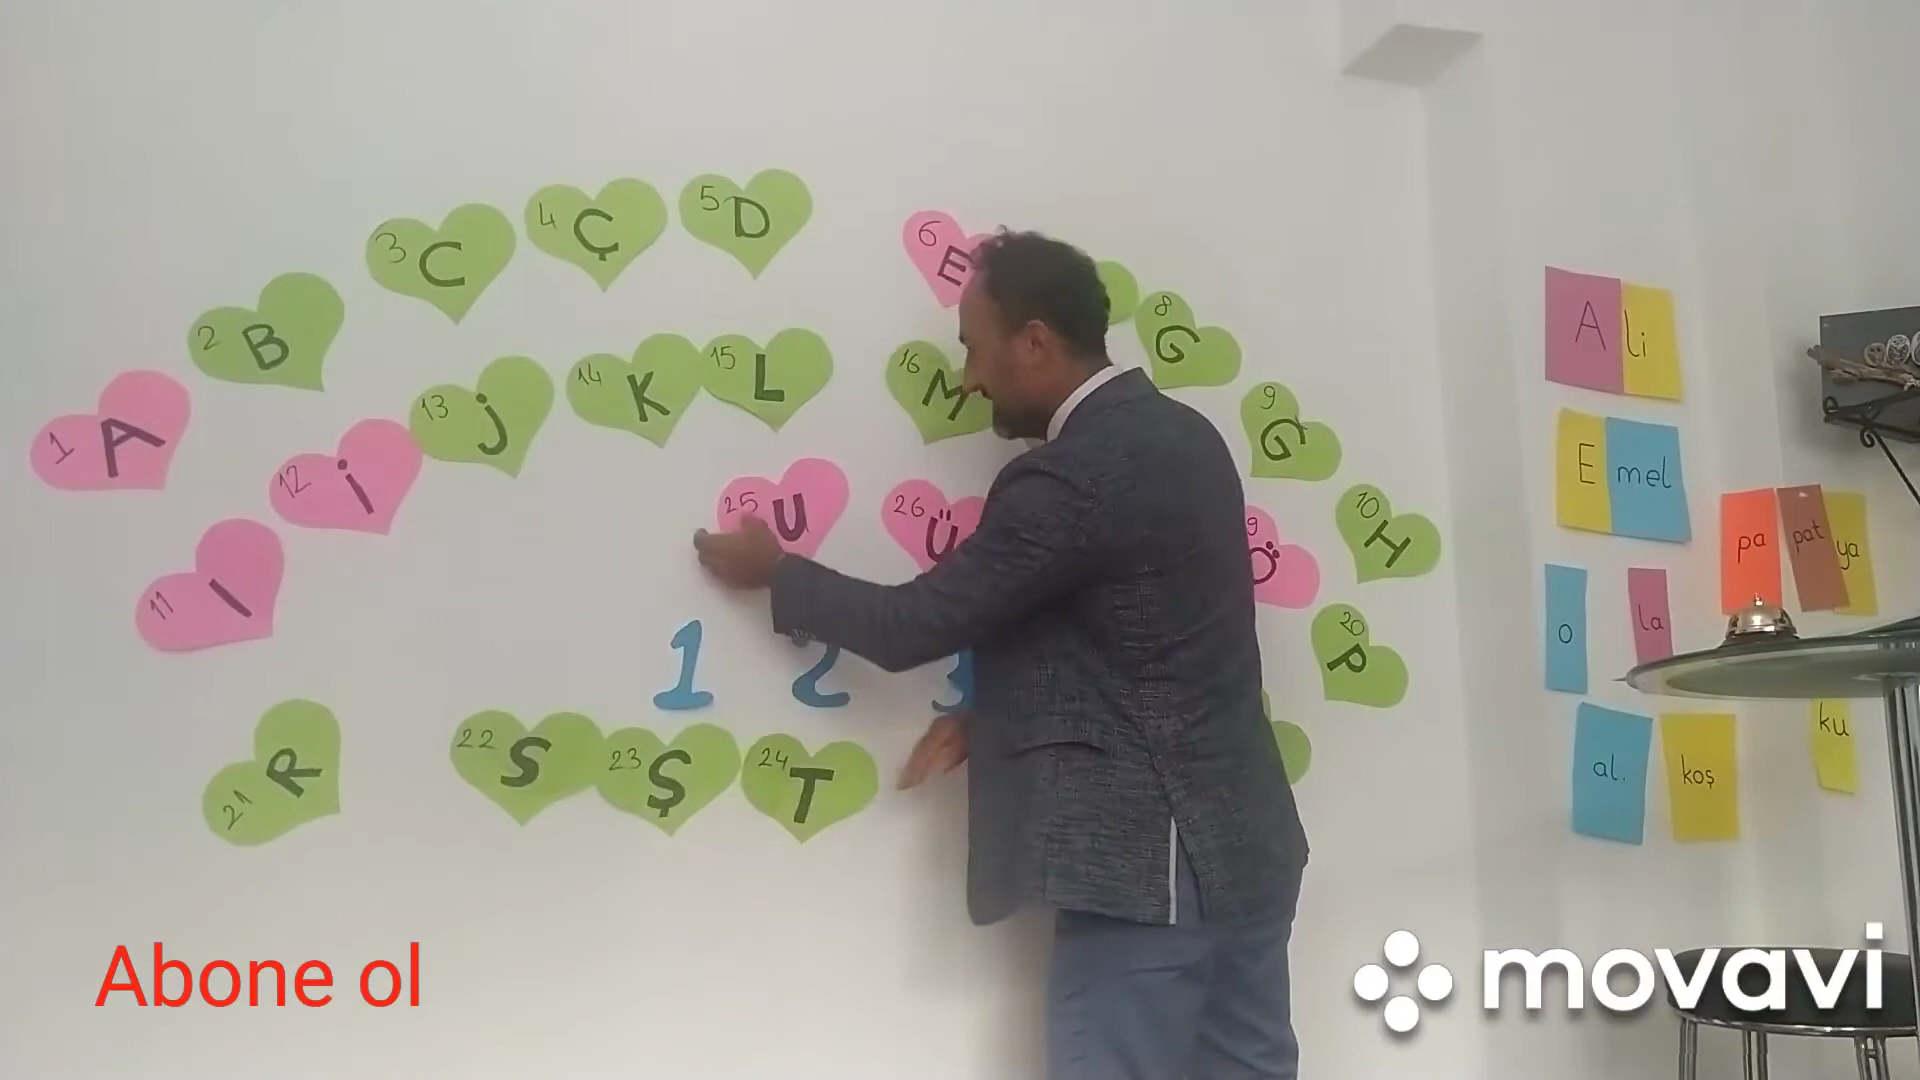 1 A
2 B
3 C
4 Ç
5 D
6 E
8 G
9 G
10 H
11 I
12 İ
13 j
14 K
15 L
16 M
9 Ö
20 P
21 R
22 S
23 Ş
24 T
25 U
26 Ü
1 2 3
A li
E mel
pa pat ya
o la
ku
al. koş
Abone ol
movavi